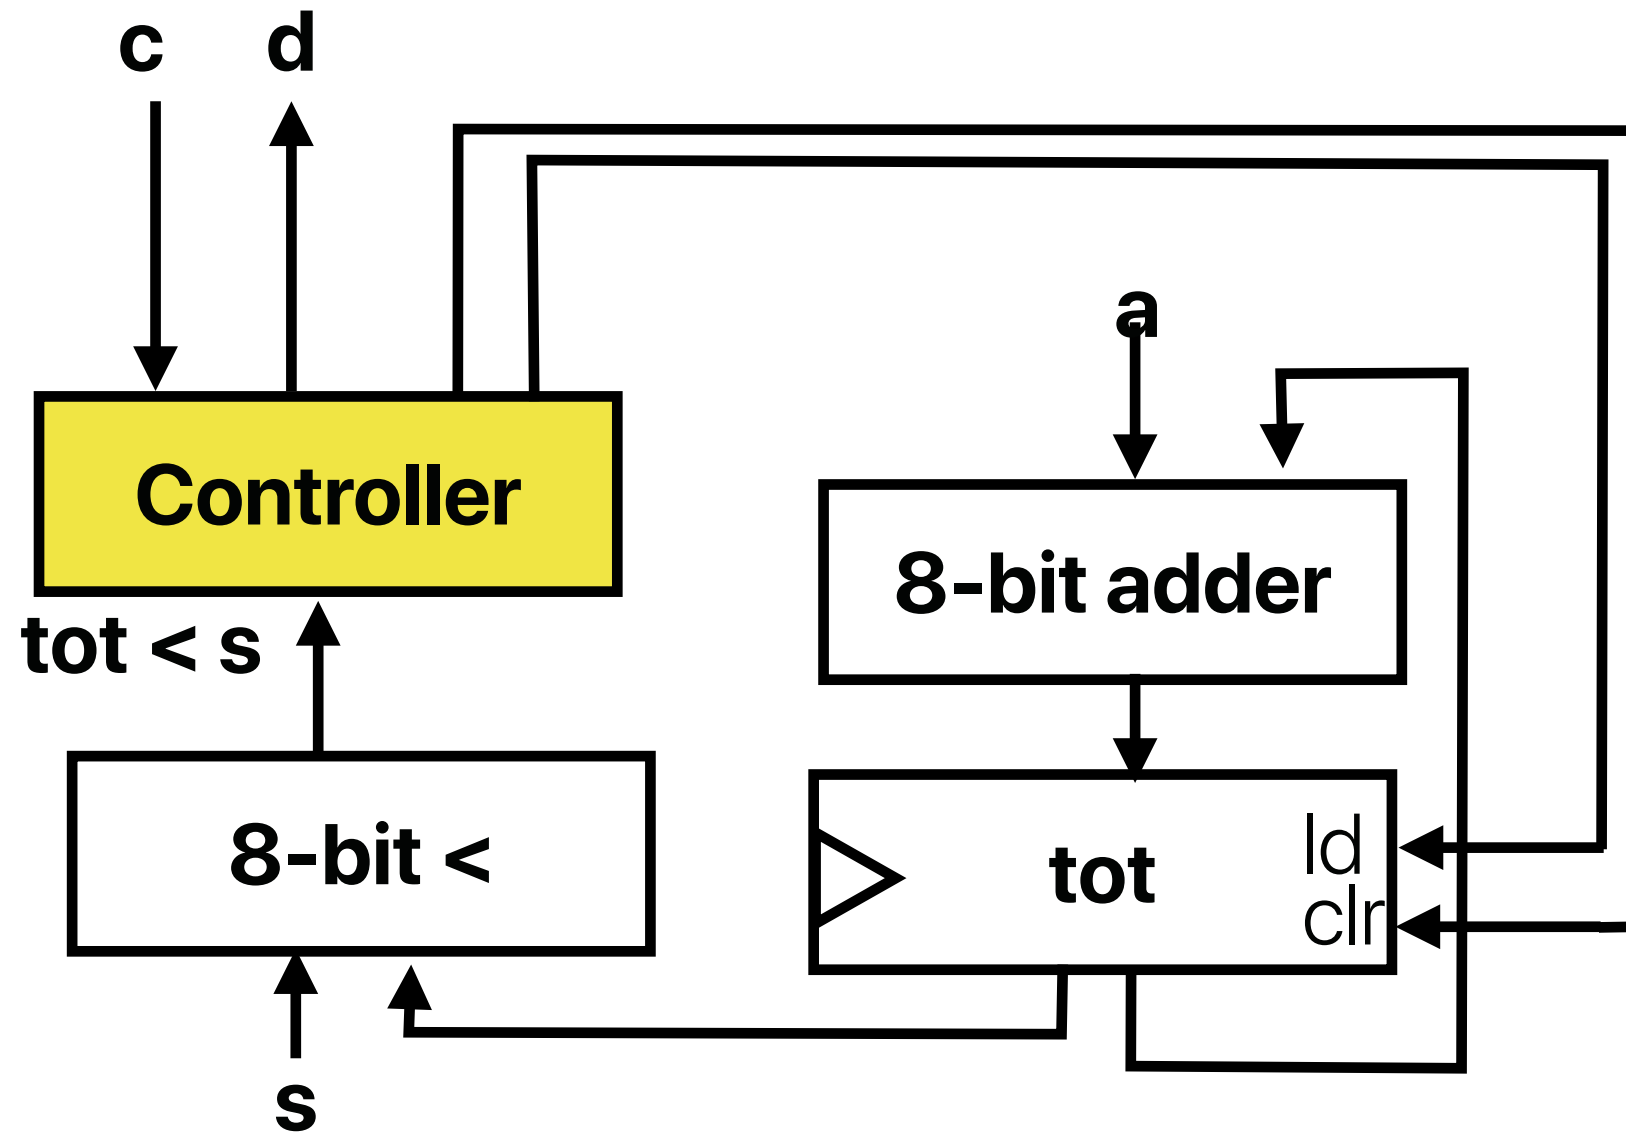 c
d
a
Controller
8-bit adder
tot < s
8-bit <
tot
ld
clr
s